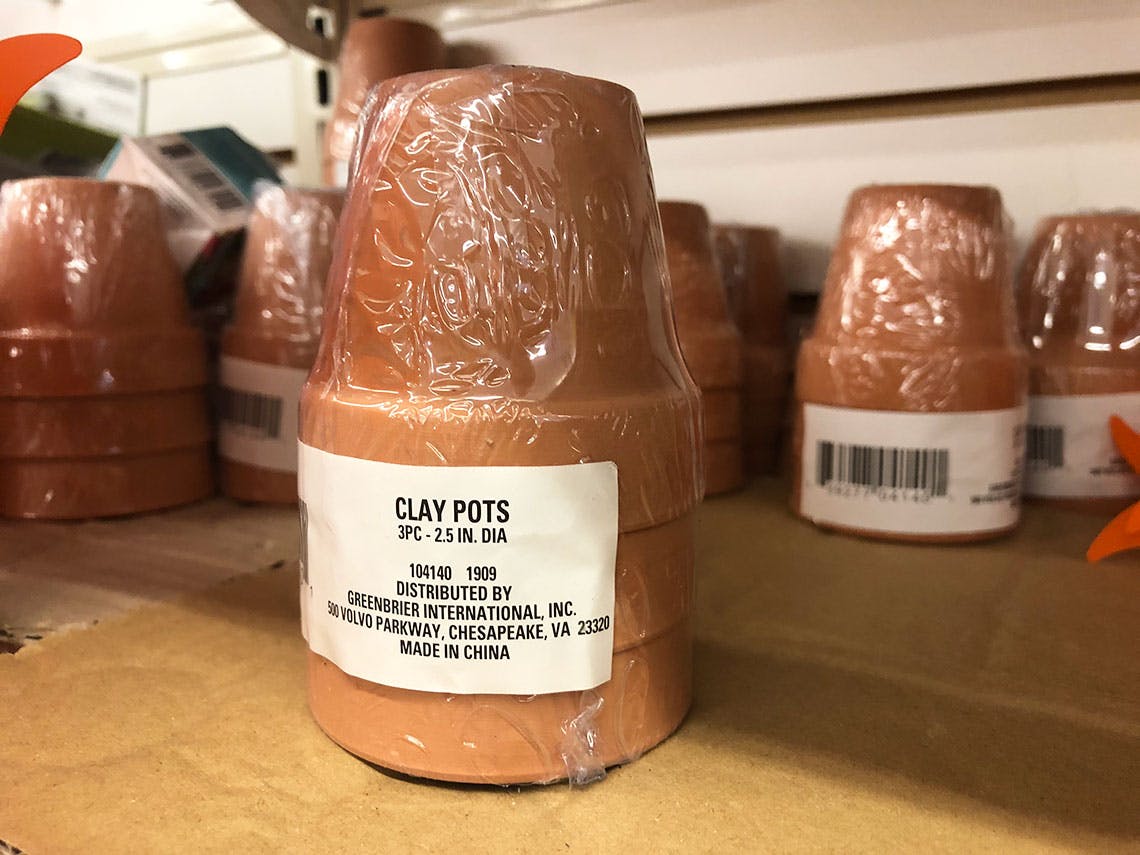 CLAY POTS
3PC - 2.5 IN. DIA
104140 1909
DISTRIBUTED BY
GREENBRIER INTERNATIONAL, INC.
500 VOLVO PARKWAY, CHESAPEAKE, VA 23320
MADE IN CHINA